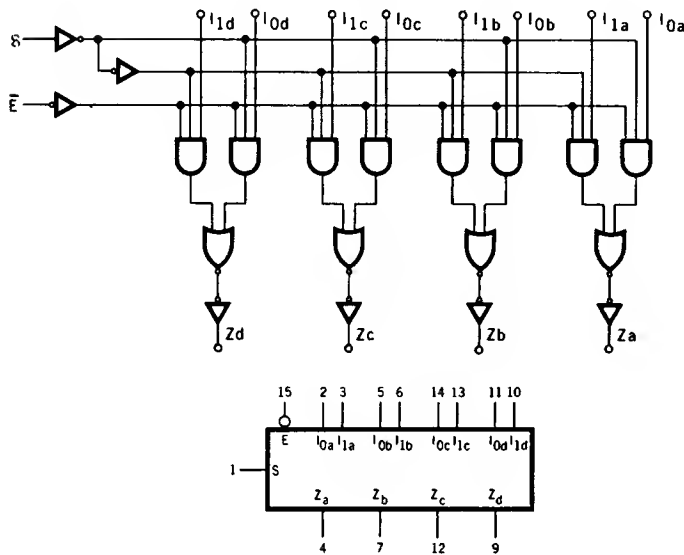 I1d I0d I1c I0c I1b I0b I1a I0a
S
E̅
Zd Zc Zb Za
15 2 3 5 6 14 13 11 10
E̅ I0a I1a I0b I1b I0c I1c I0d I1d
1 S
Za Zb Zc Zd
4 7 12 9